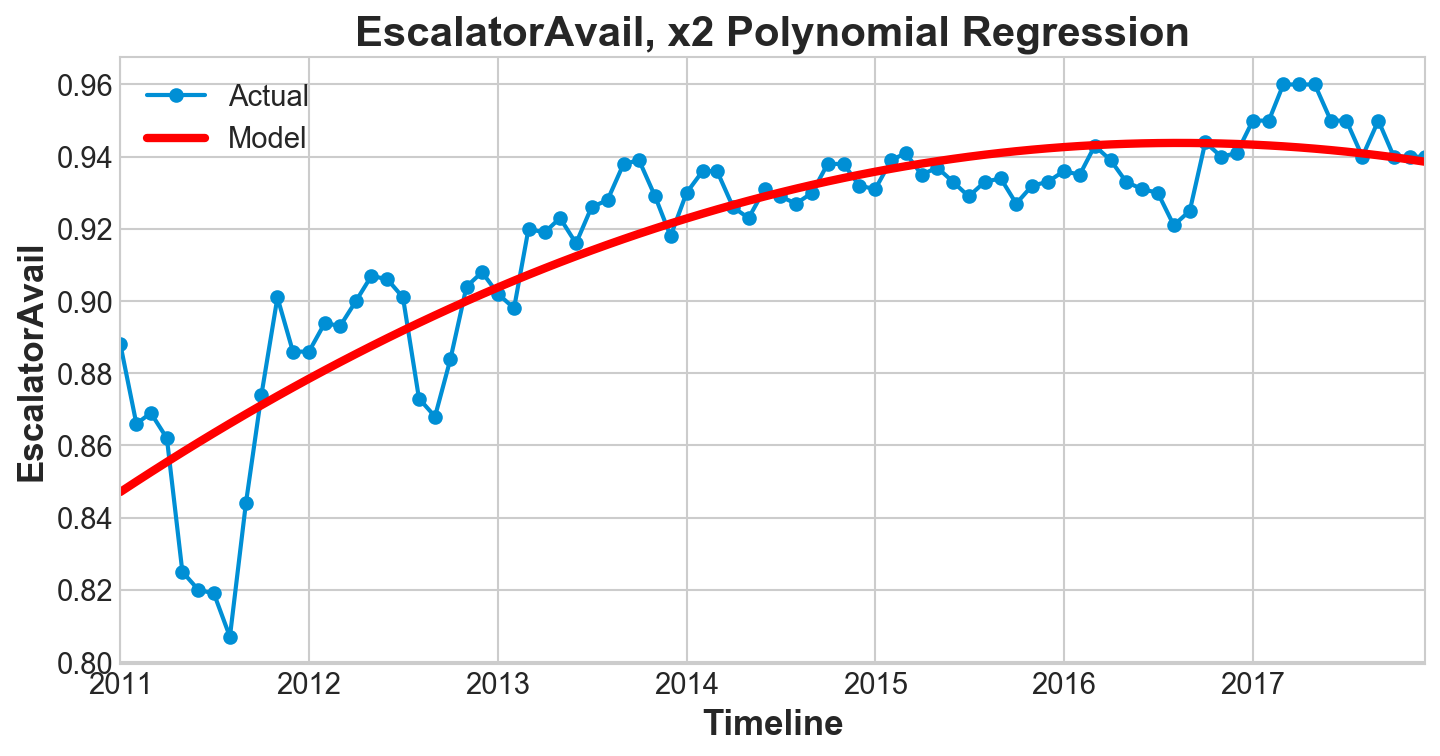 EscalatorAvail, x2 Polynomial Regression
Actual
Model
EscalatorAvail
0.96
0.94
0.92
0.90
0.88
0.86
0.84
0.82
0.80
2011 2012 2013 2014 2015 2016 2017
Timeline